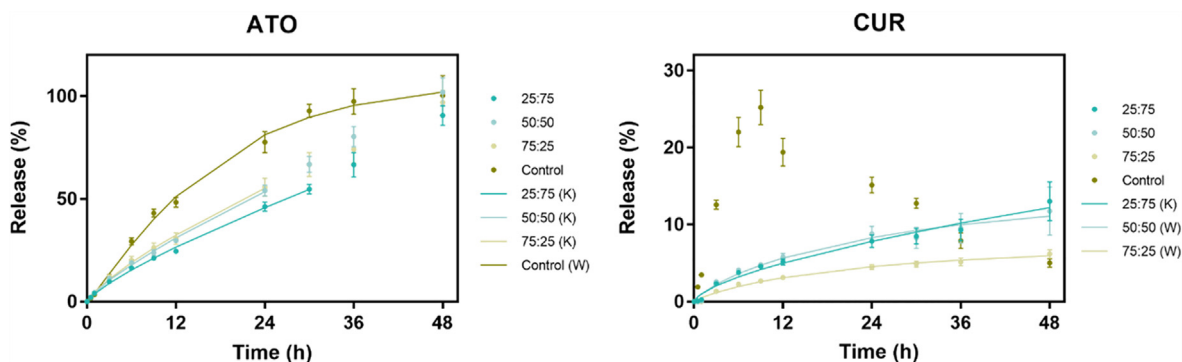 ATO
Release (%)
100
50
0
0 12 24 36 48
Time (h)
25:75
50:50
75:25
Control
25:75 (K)
50:50 (K)
75:25 (K)
Control (W)
CUR
Release (%)
30
20
10
0
0 12 24 36 48
Time (h)
25:75
50:50
75:25
Control
25:75 (K)
50:50 (W)
75:25 (W)